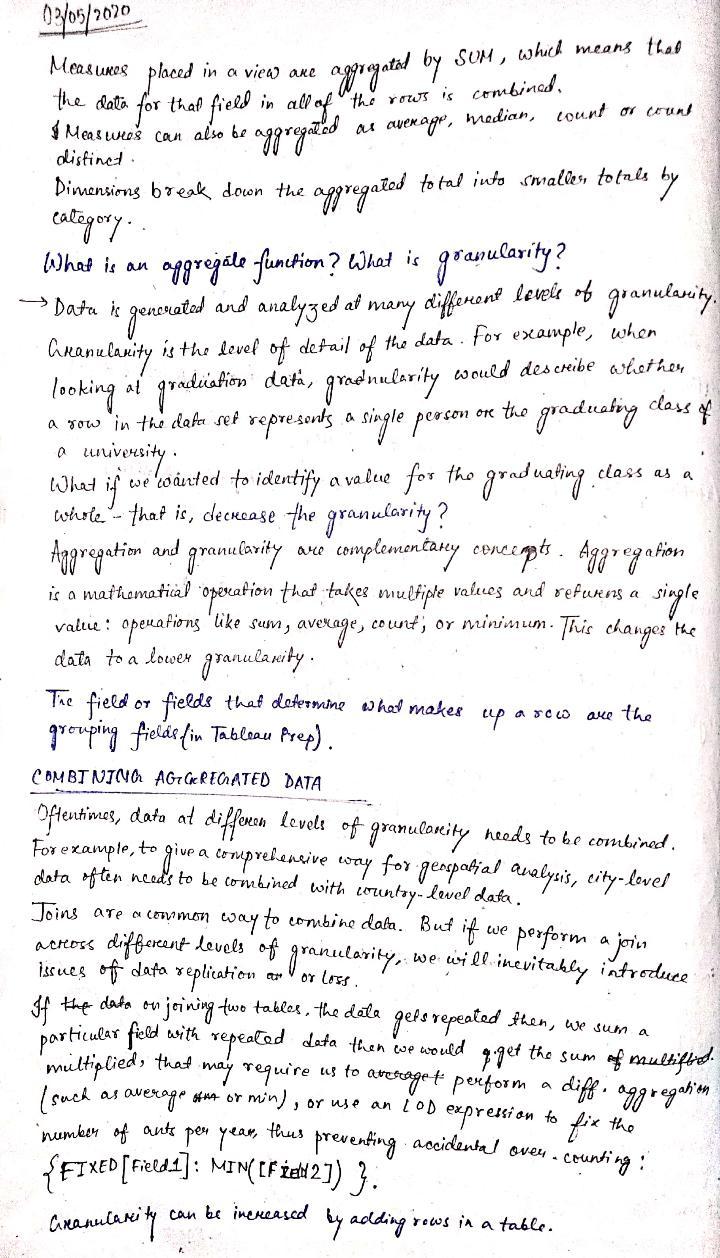 03/05/2020
Measures placed in a view are aggregated by SUM, which means that
the data for that field in all of the rows is combined.
Measures can also be aggregated as average, median, count or count
distinct.
Dimensions break down the aggregated total into smaller totals by
category.
What is an aggregate function? What is granularity?
→ Data is generated and analyzed at many different levels of granularity.
Granularity is the level of detail of the data. For example, when
looking at graduation data, gradnularity would describe whether
a row in the data set represents a single person or the graduating class of
a university.
What if we wanted to identify a value for the graduating class as a
whole - that is, decrease the granularity?
Aggregation and granularity are complementary concepts. Aggregation
is a mathematical operation that takes multiple values and returns a single
value: operations like sum, average, count, or minimum. This changes the
data to a lower granularity.
The field or fields that determine what makes up a row are the
grouping fields (in Tableau Prep).
COMBINING AGGREGATED DATA
Oftentimes, data at differen levels of granularity needs to be combined.
For example, to give a comprehensive way for geospatial analysis, city-level
data often needs to be combined with country-level data.
Joins are a common way to combine data. But if we perform a join
across different levels of granularity, we will inevitably introduce
issues of data replication or loss.
If the data on joining two tables, the data gets repeated then, we sum a
particular field with repeated data then we would get the sum of multiplied.
multiplied, that may require us to average t perform a diff. aggregation
(such as average or min), or use an LOD expression to fix the
number of ants per year, thus preventing accidental over-counting:
{FIXED [Field1]: MIN([Field2]) }.
Granularity can be increased by adding rows in a table.